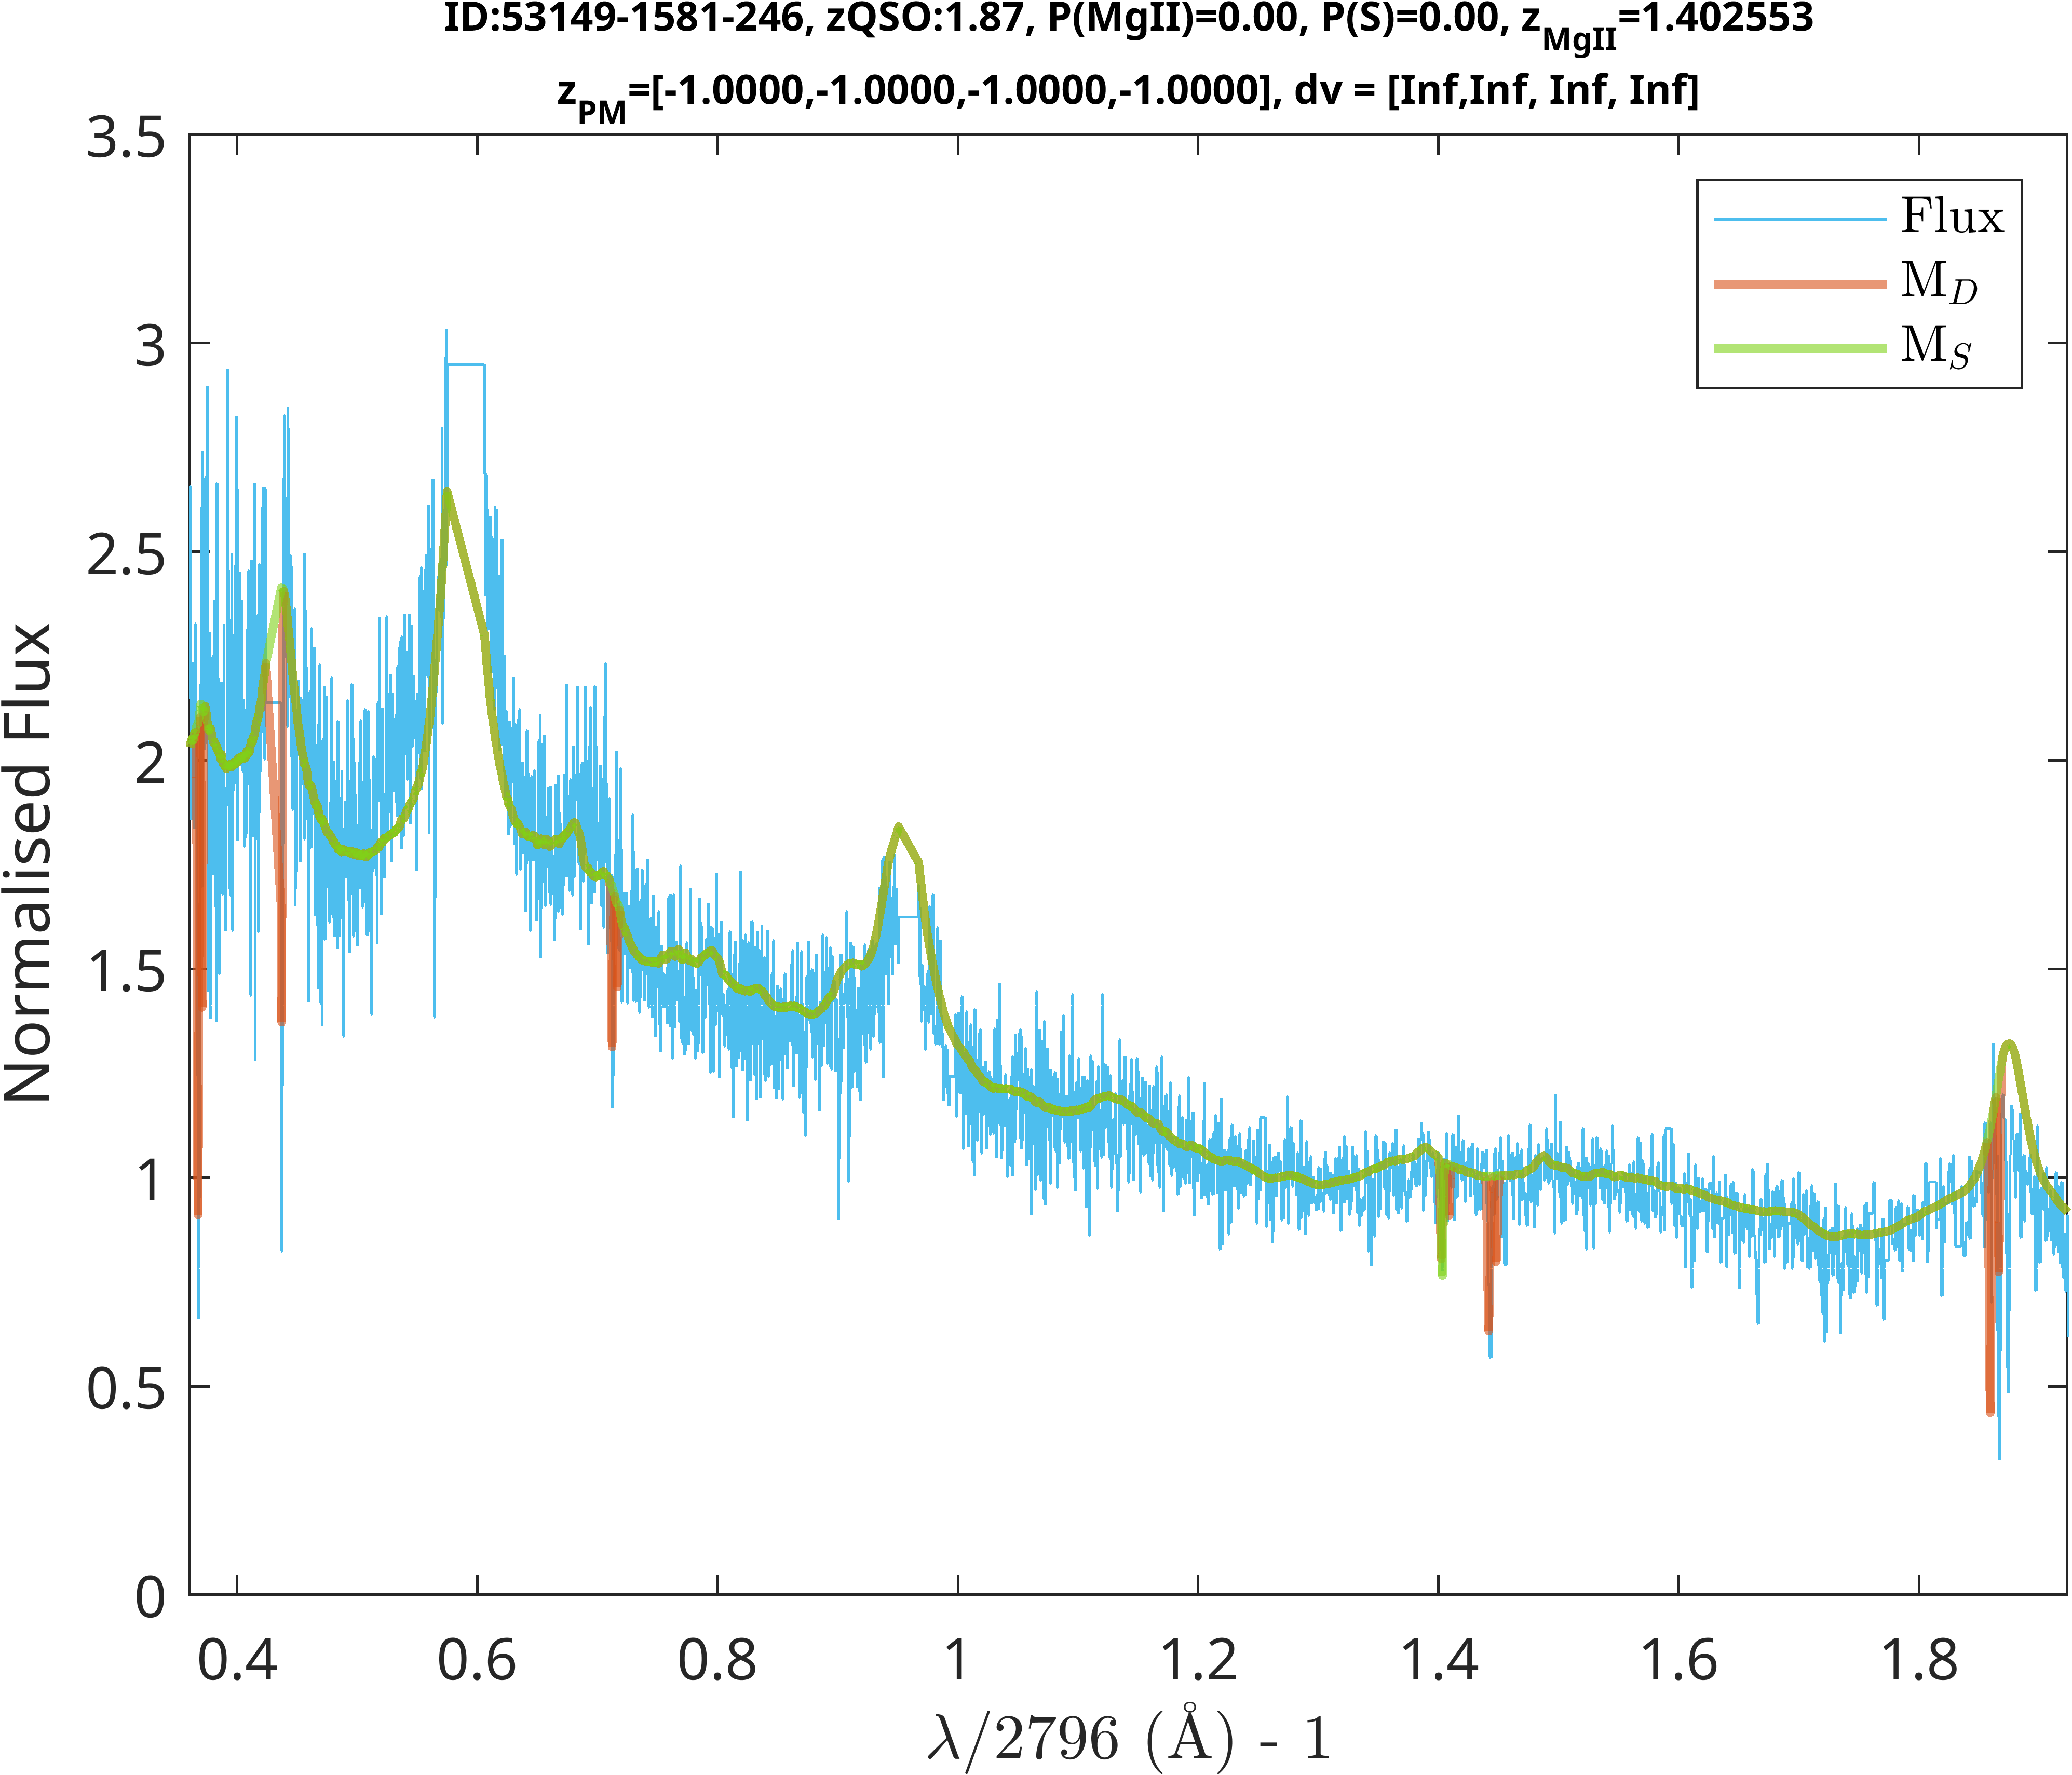 ID:53149-1581-246, zQSO:1.87, P(MgII)=0.00, P(S)=0.00, zMgII=1.402553
zPM=[-1.0000,-1.0000,-1.0000,-1.0000], dv = [Inf,Inf, Inf, Inf]
3.5
3
2.5
2
1.5
1
0.5
0
Normalised Flux
Flux
MD
MS
0.4
0.6
0.8
1
1.2
1.4
1.6
1.8
λ/2796 (Å) - 1